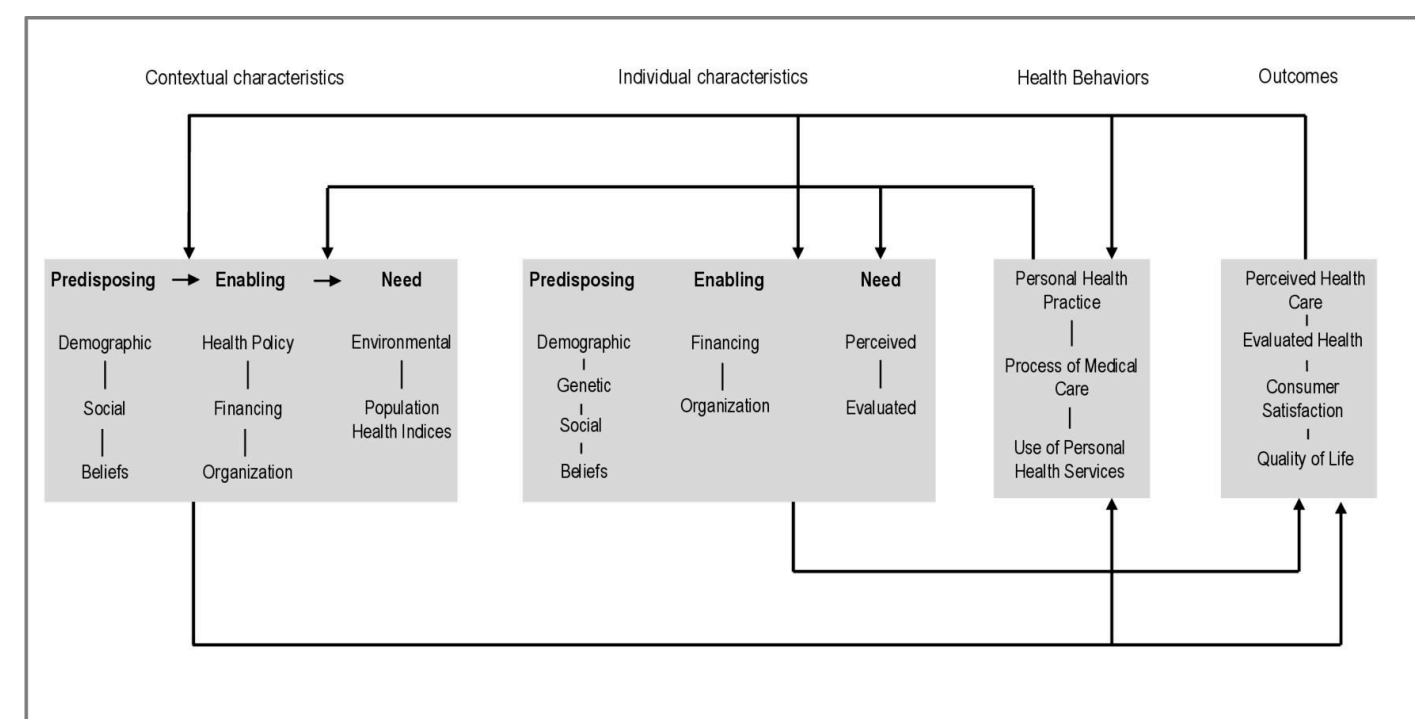 Contextual characteristics
Individual characteristics
Health Behaviors
Outcomes
Predisposing
Enabling
Need
Demographic
Social
Beliefs
Health Policy
Financing
Organization
Environmental
Population
Health Indices
Predisposing
Enabling
Need
Demographic
Genetic
Social
Beliefs
Financing
Organization
Perceived
Evaluated
Personal Health
Practice
Process of Medical
Care
Use of Personal
Health Services
Perceived Health
Care
Evaluated Health
Consumer
Satisfaction
Quality of Life